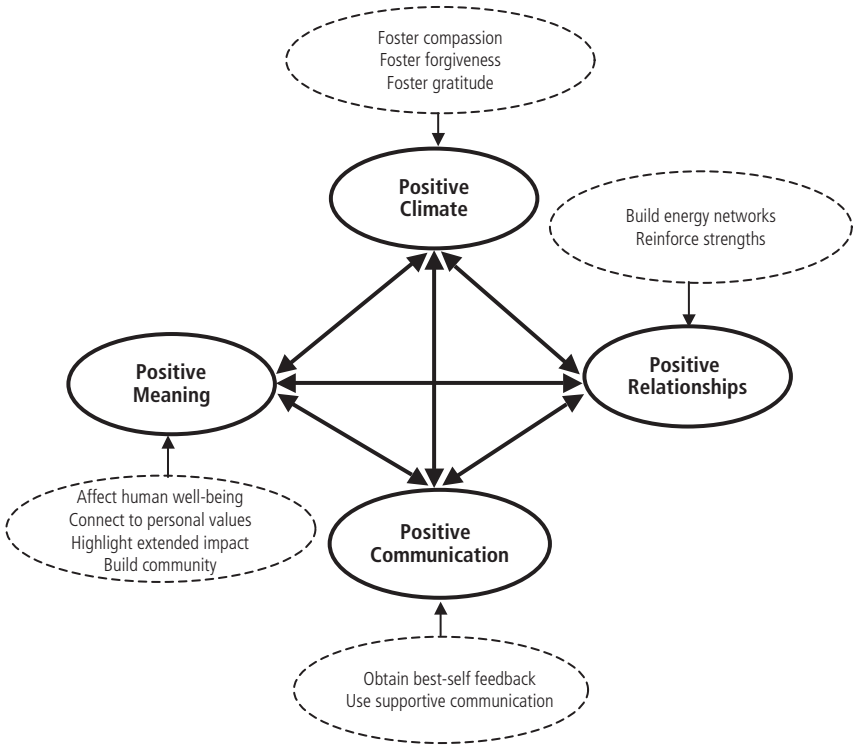 Foster compassion
Foster forgiveness
Foster gratitude
Positive
Climate
Build energy networks
Reinforce strengths
Positive
Relationships
Positive
Meaning
Affect human well-being
Connect to personal values
Highlight extended impact
Build community
Positive
Communication
Obtain best-self feedback
Use supportive communication